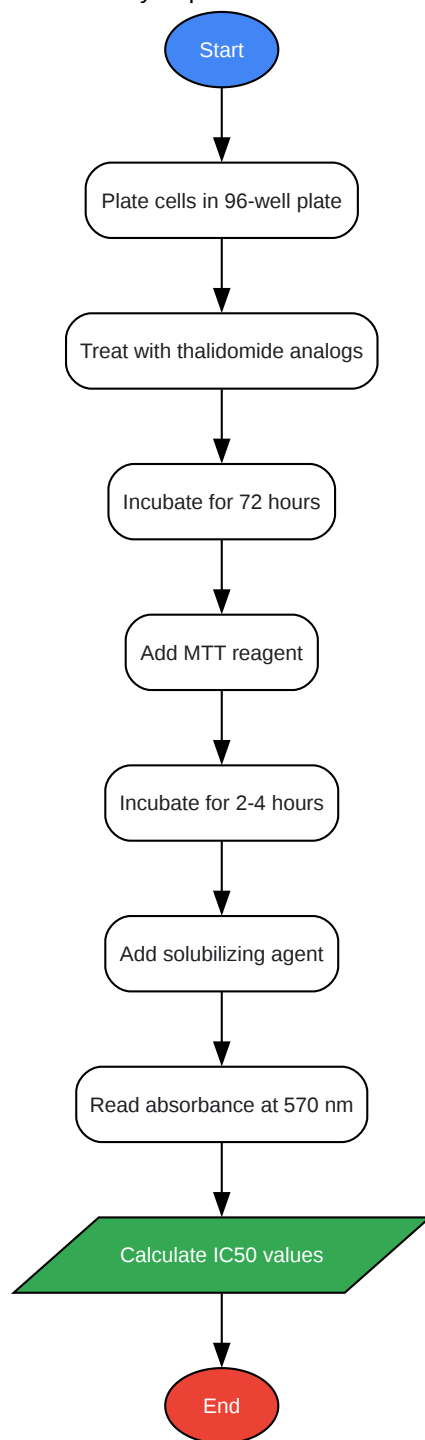 Start
Plate cells in 96-well plate
Treat with thalidomide analogs
Incubate for 72 hours
Add MTT reagent
Incubate for 2-4 hours
Add solubilizing agent
Read absorbance at 570 nm
Calculate IC50 values
End